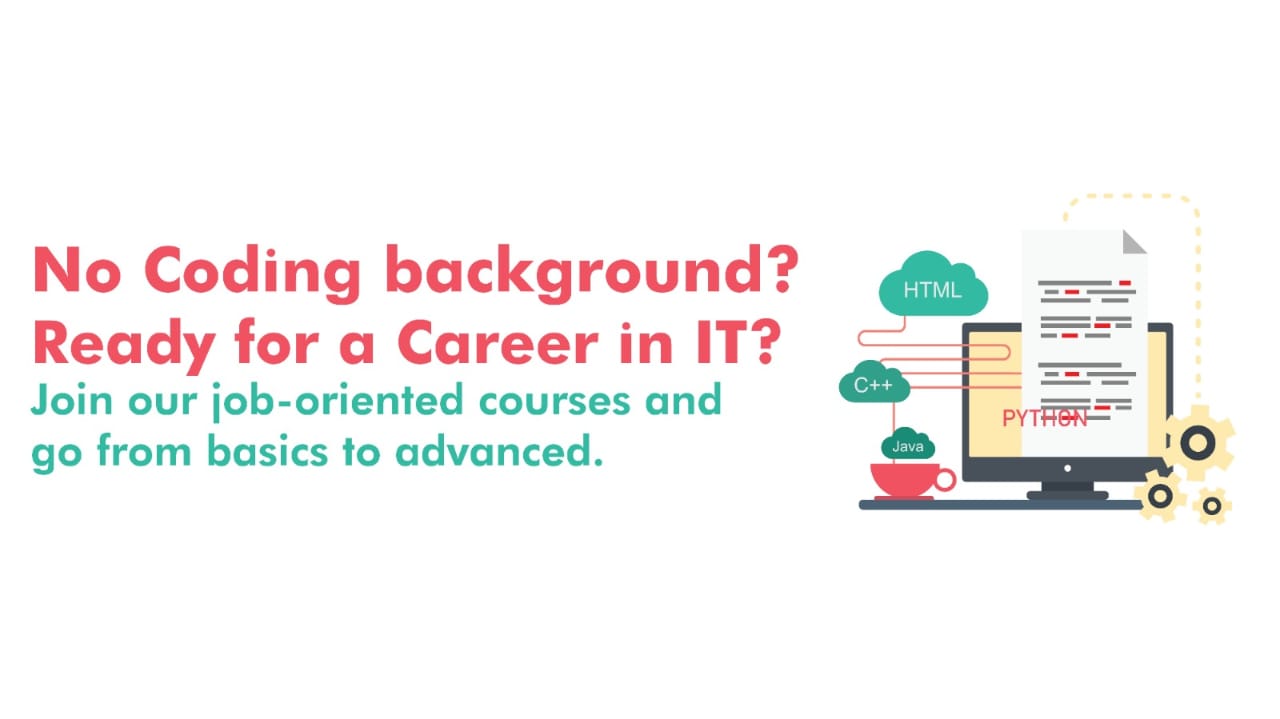 No Coding background?
Ready for a Career in IT?
Join our job-oriented courses and
go from basics to advanced.
HTML
C++
PYTHON
Java